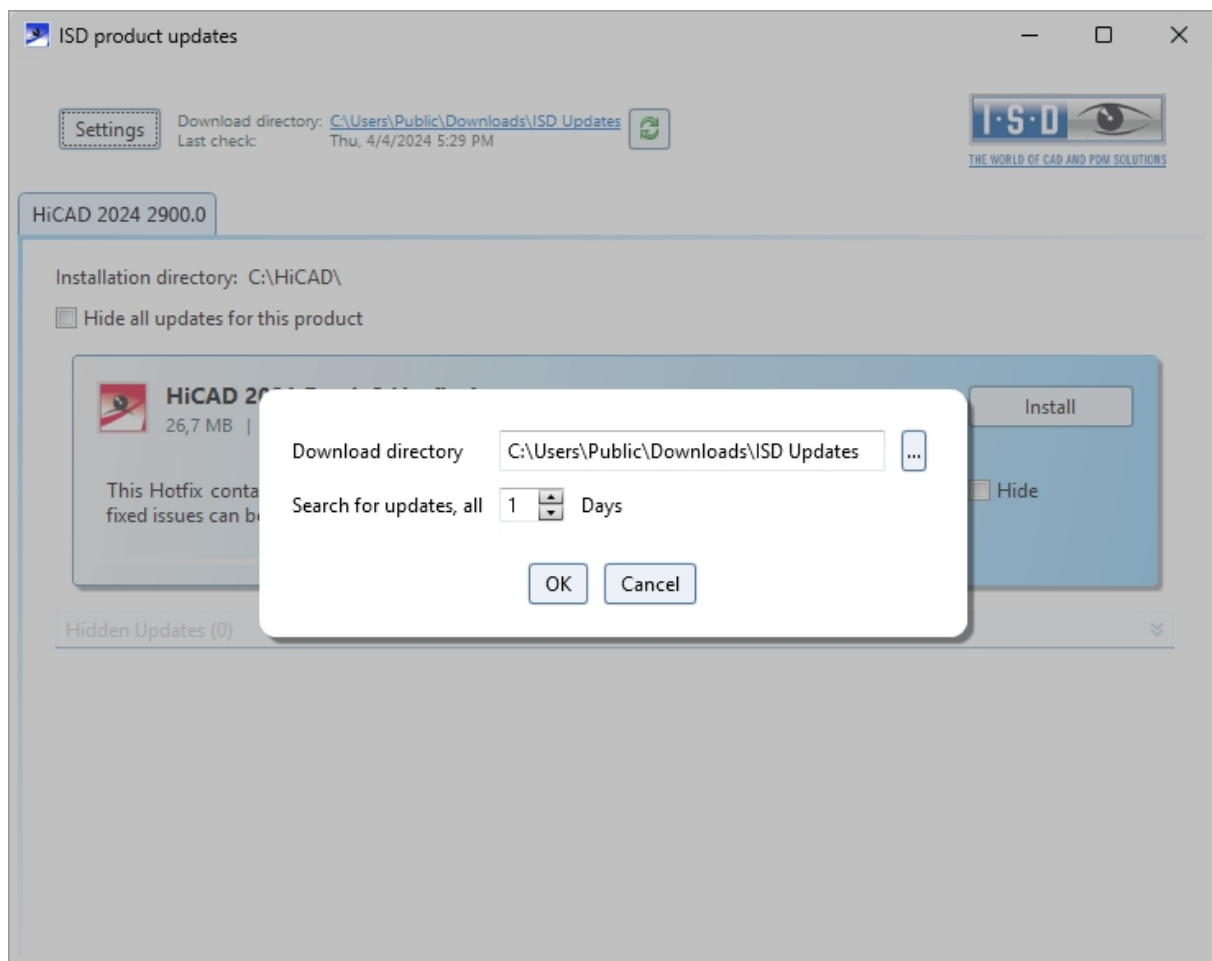 ISD product updates
Settings
Download directory: C:\Users\Public\Downloads\ISD Updates
Last check: Thu, 4/4/2024 5:29 PM
I·S·D
THE WORLD OF CAD AND PDM SOLUTIONS
HiCAD 2024 2900.0
Installation directory: C:\HiCAD\
Hide all updates for this product
HiCAD
26,7 MB |
Install
Download directory C:\Users\Public\Downloads\ISD Updates ...
This Hotfix
Hide
fixed issues can
Search for updates, all 1 Days
OK Cancel
Hidden Updates (0)